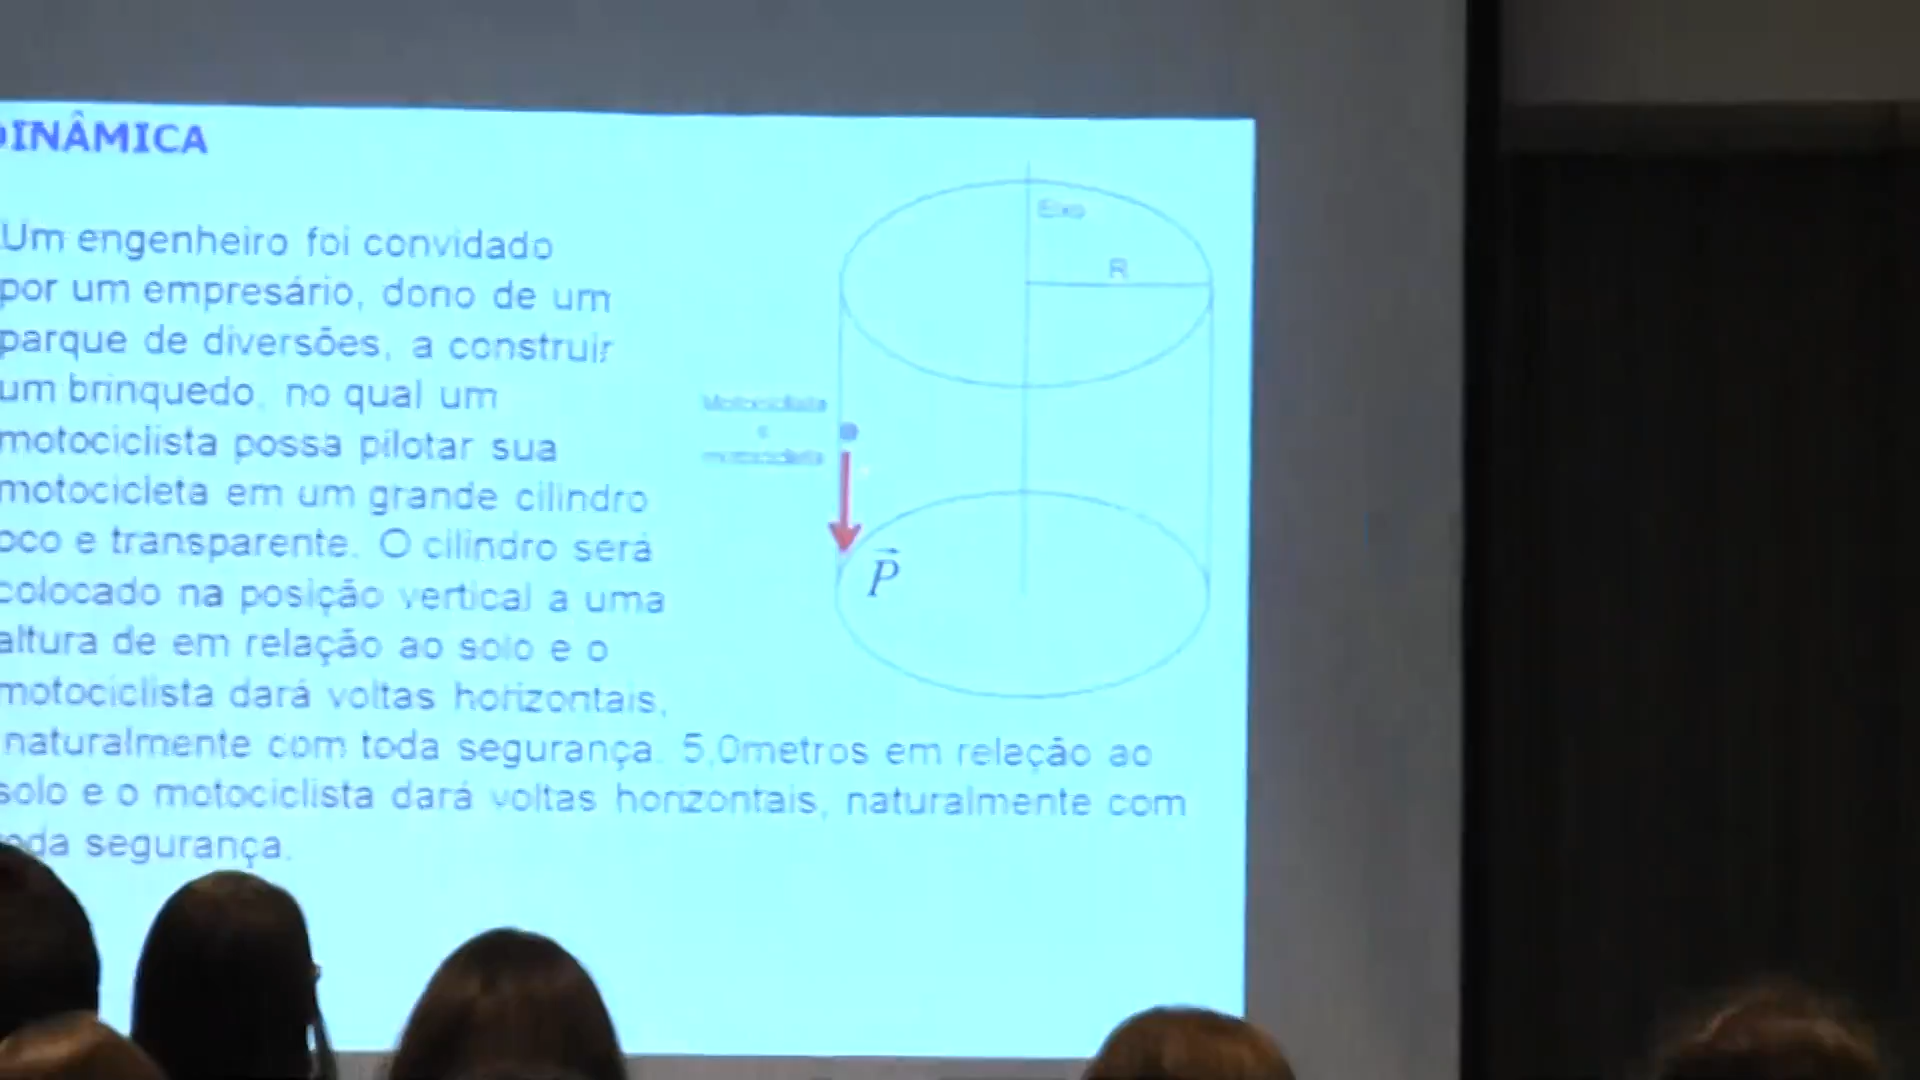 DINÂMICA
Um engenheiro foi convidado
por um empresário, dono de um
parque de diversões, a construir
um brinquedo, no qual um
motociclista possa pilotar sua
motocicleta em um grande cilindro
oco e transparente. O cilindro será
colocado na posição vertical a uma
altura de em relação ao solo e o
motociclista dará voltas horizontais,
naturalmente com toda segurança. 5,0metros em releção ao
solo e o motociclista dará voltas horizontais, naturalmente com
oda segurança.
Eixo
R
Motociclista
e
motocicleta
P